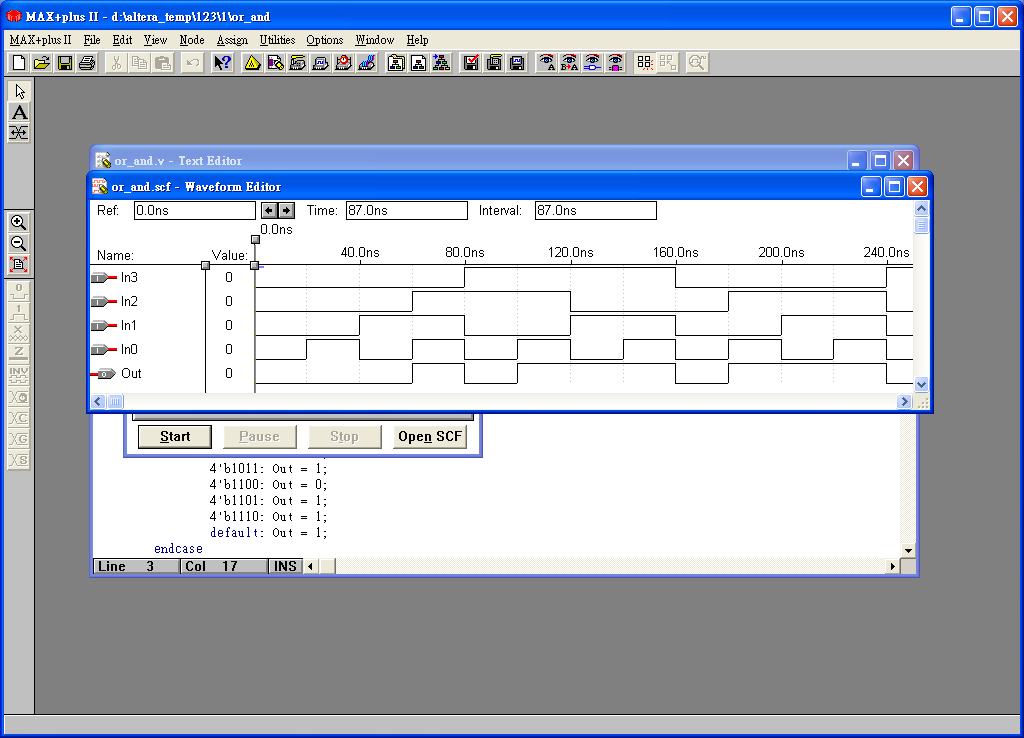 MAX+plus II - d:\altera_temp\123\1\or_and
MAX+plus II File Edit View Node Assign Utilities Options Window Help
or_and.v - Text Editor
or_and.scf - Waveform Editor
Ref: 0.0ns Time: 87.0ns Interval: 87.0ns
0.0ns
Name: Value: 40.0ns 80.0ns 120.0ns 160.0ns 200.0ns 240.0ns
In3 0
In2 0
In1 0
In0 0
Out 0
Start Pause Stop Open SCF
4'b1011: Out = 1;
4'b1100: Out = 0;
4'b1101: Out = 1;
4'b1110: Out = 1;
default: Out = 1;
endcase
Line 3 Col 17 INS